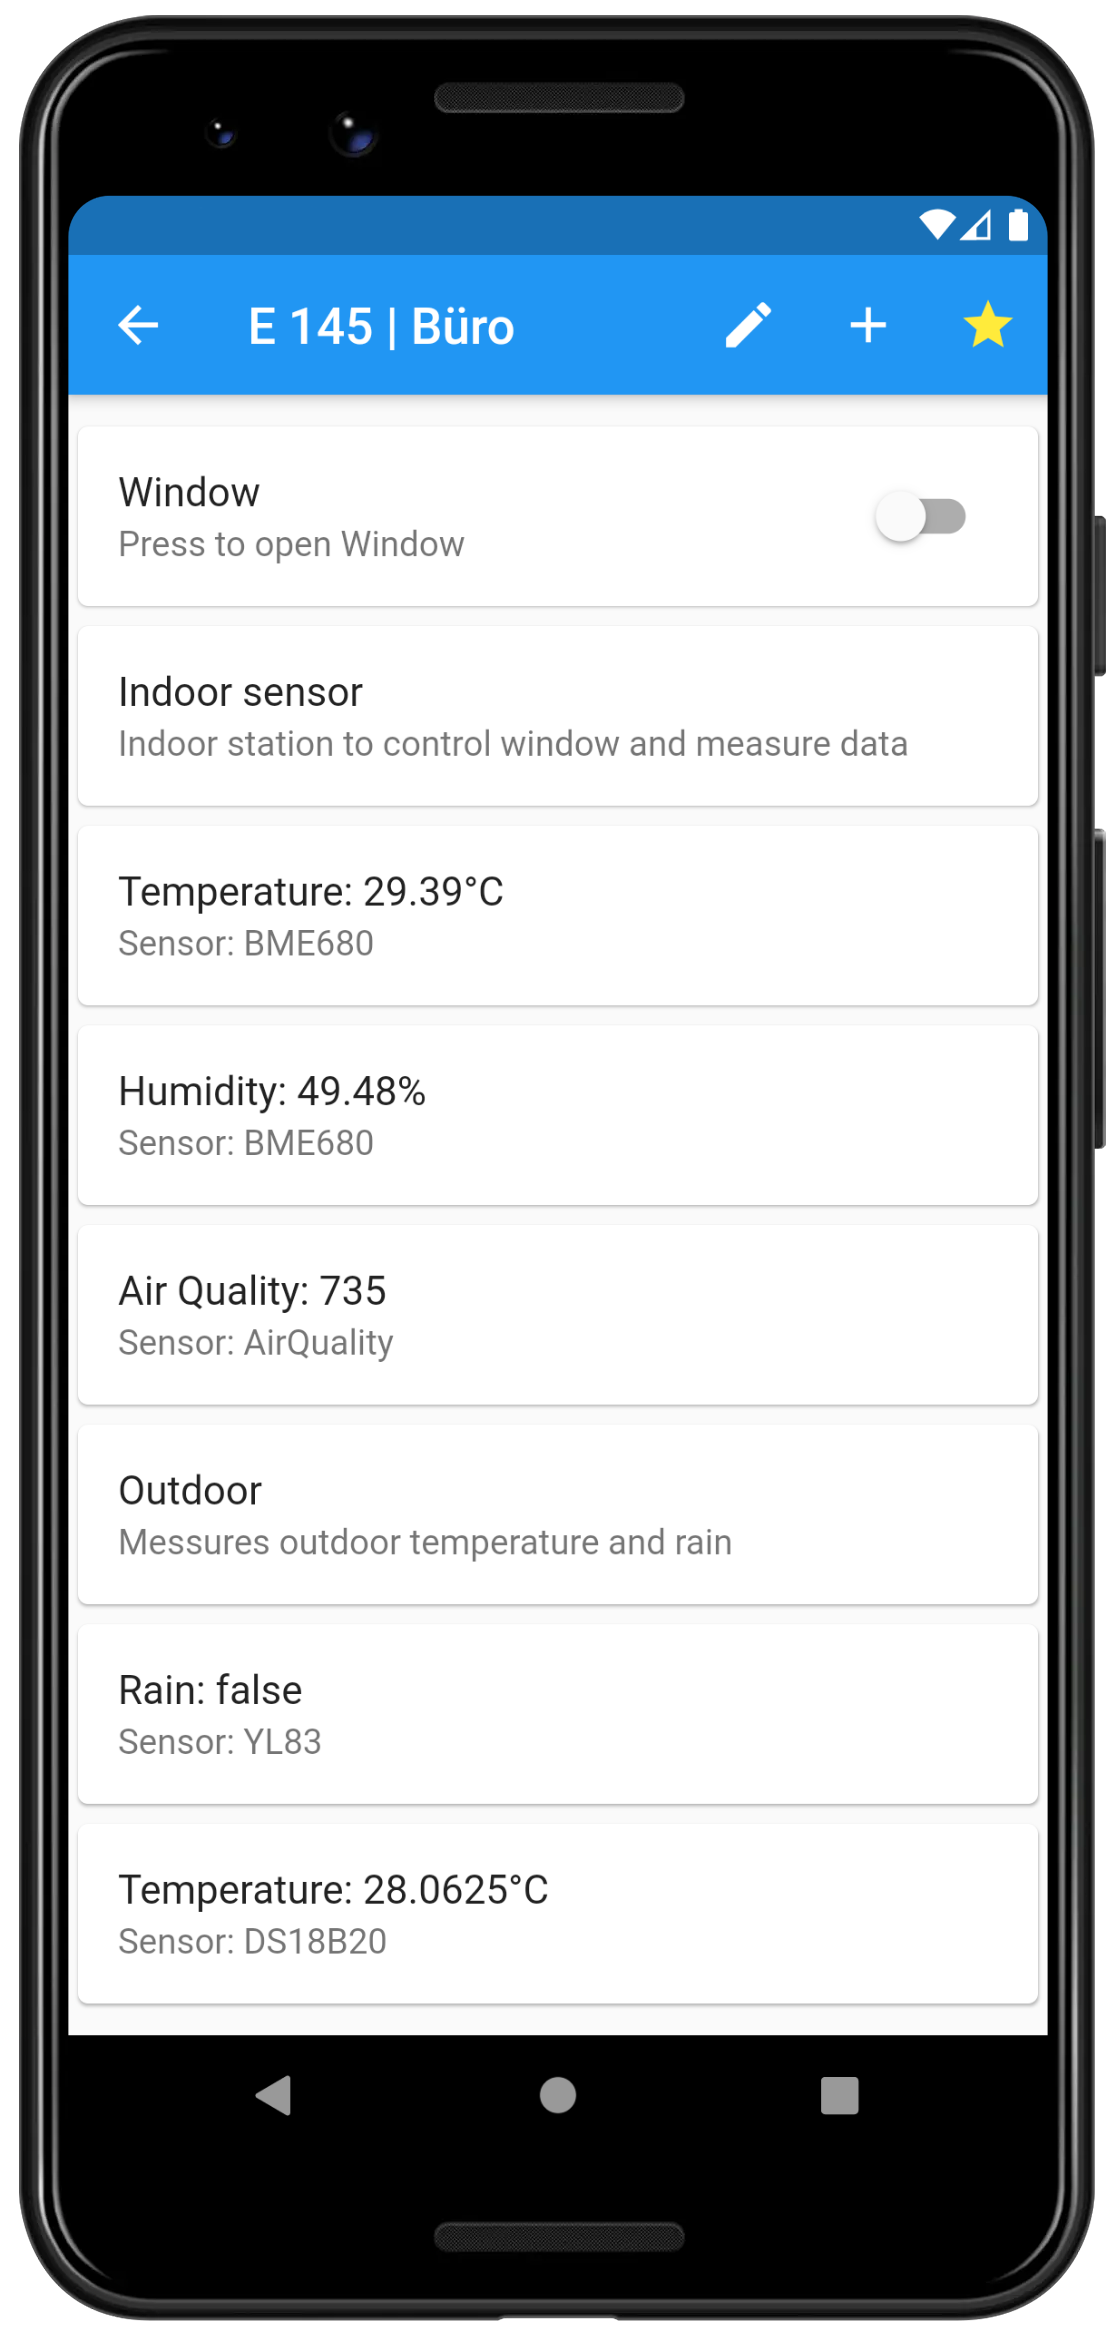 E 145 | Büro
Window
Press to open Window
Indoor sensor
Indoor station to control window and measure data
Temperature: 29.39°C
Sensor: BME680
Humidity: 49.48%
Sensor: BME680
Air Quality: 735
Sensor: AirQuality
Outdoor
Messures outdoor temperature and rain
Rain: false
Sensor: YL83
Temperature: 28.0625°C
Sensor: DS18B20